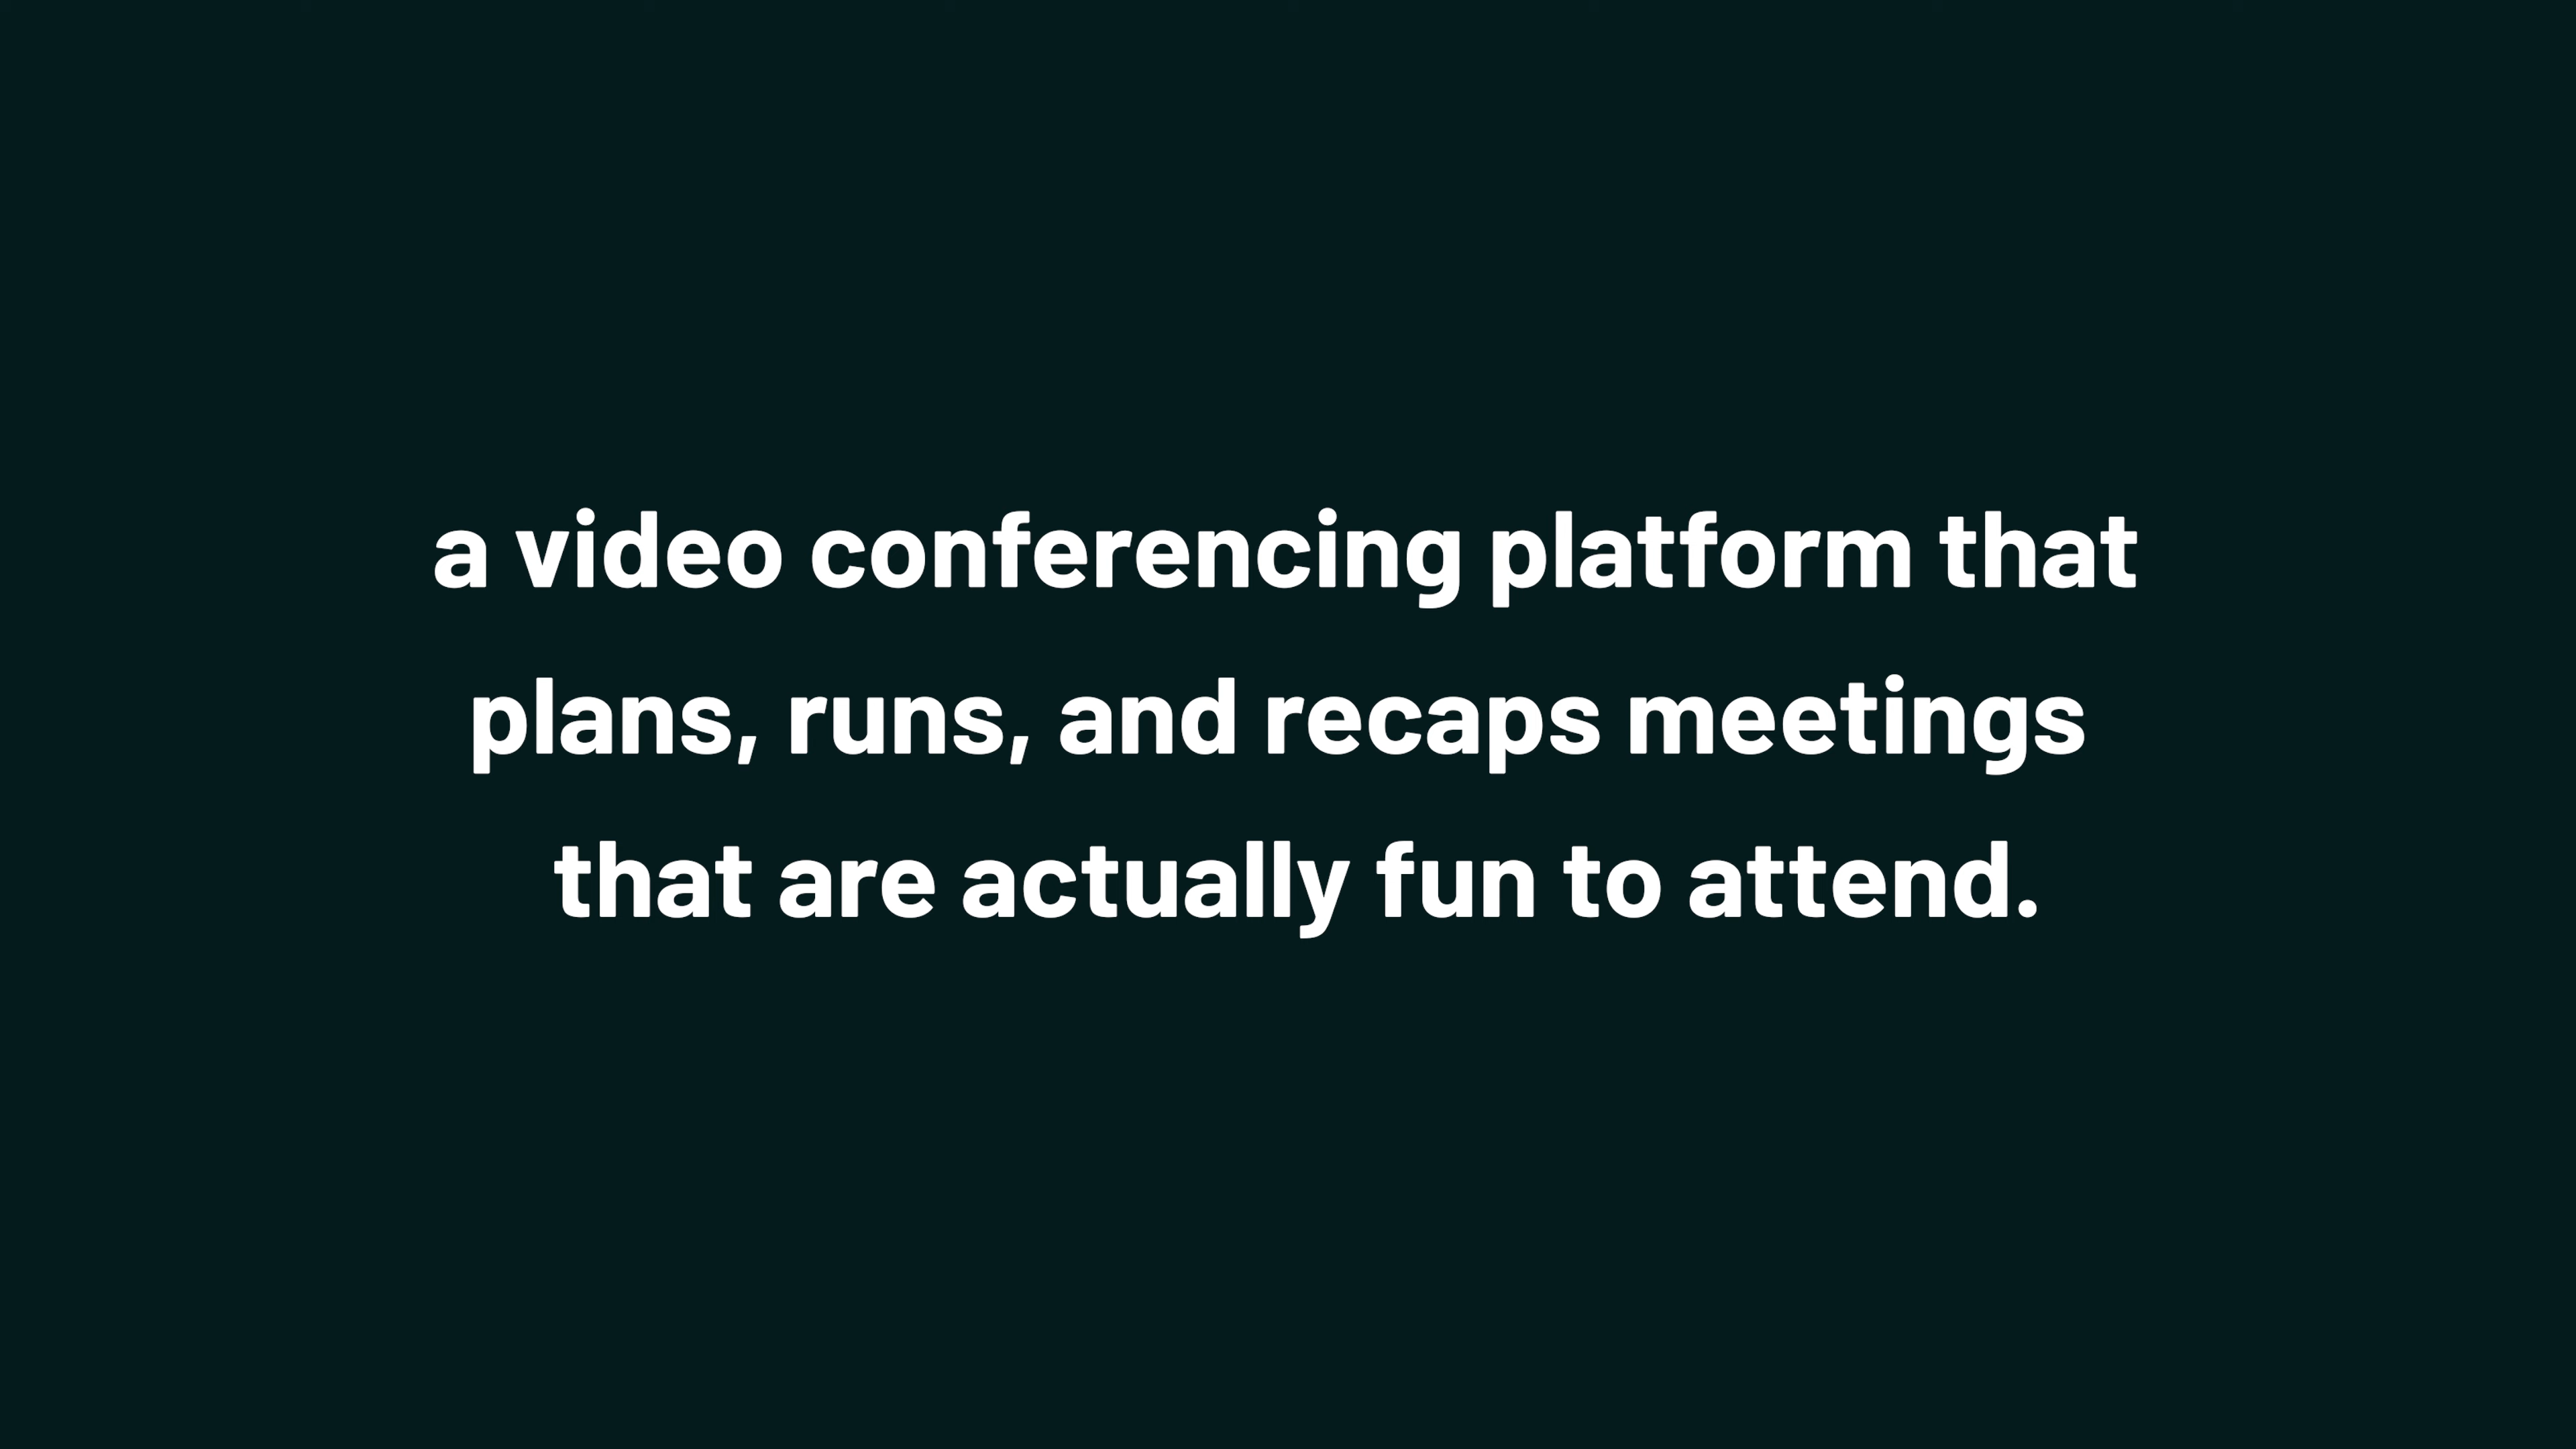 a video conferencing platform that
plans, runs, and recaps meetings
that are actually fun to attend.